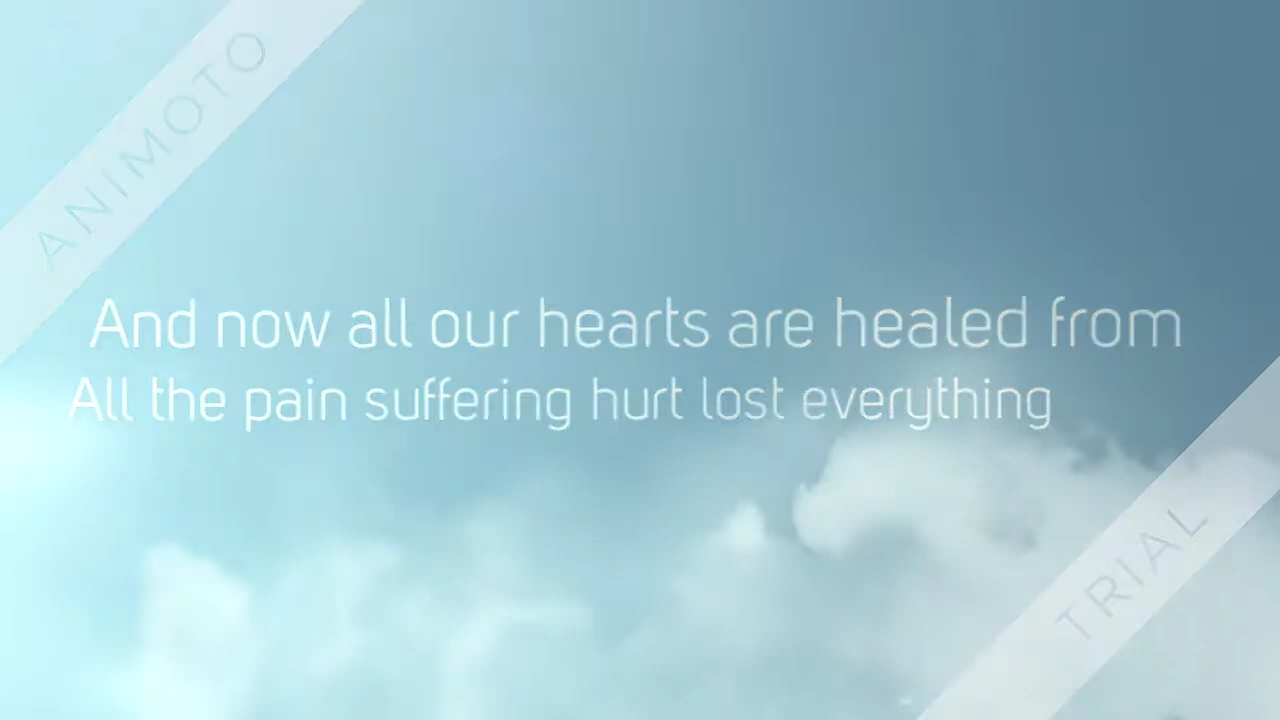 ANIMOTO
And now all our hearts are healed from
All the pain suffering hurt lost everything
TRIAL